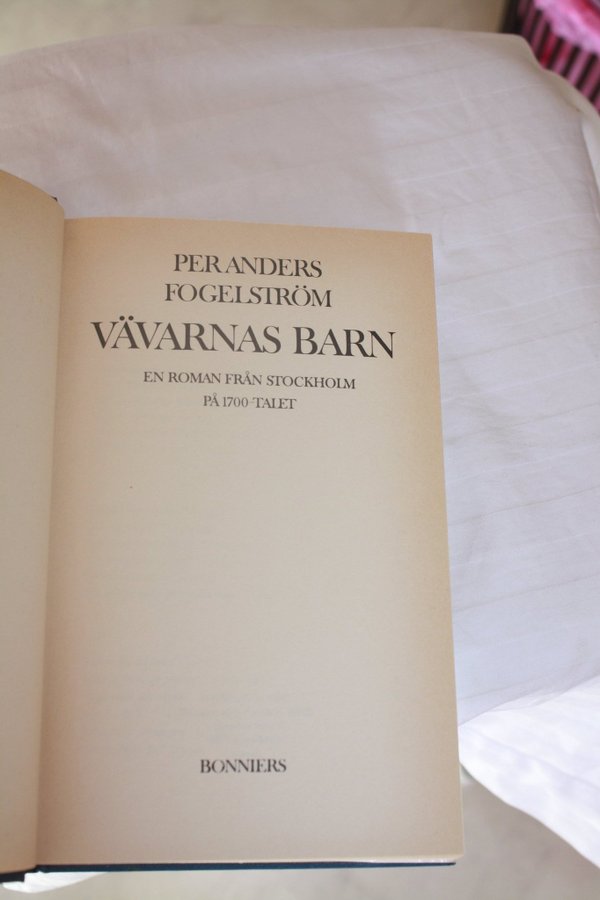 PER ANDERS
FOGELSTRÖM
VÄVARNAS BARN
EN ROMAN FRÅN STOCKHOLM
PÅ 1700-TALET
BONNIERS